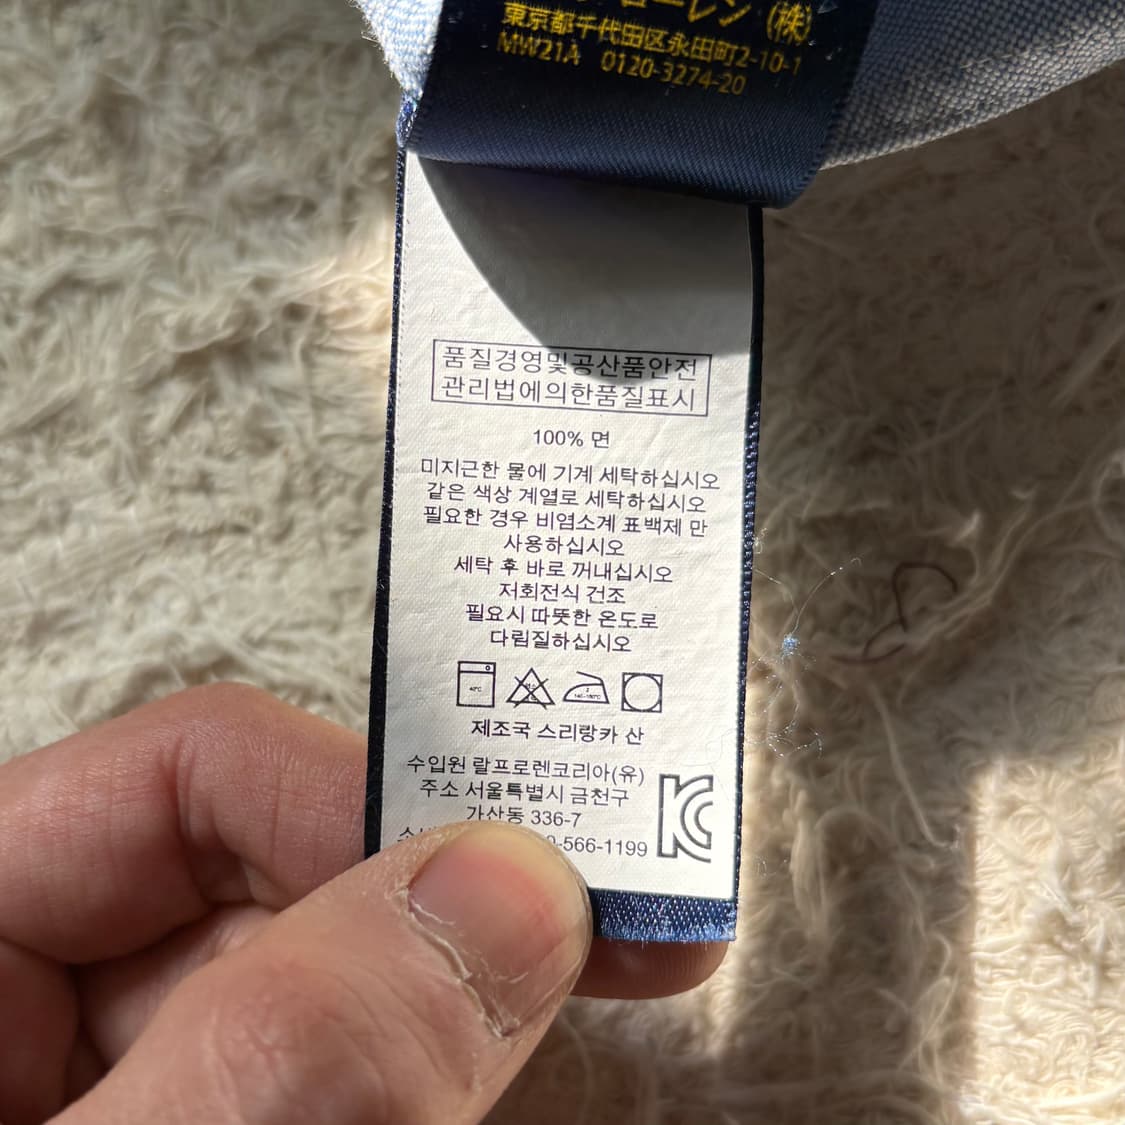 ローレン (株)
東京都千代田区永田町2-10-1
MW21A 0120-3274-20
품질경영및공산품안전
관리법에의한품질표시
100% 면
미지근한 물에 기계 세탁하십시오
같은 색상 계열로 세탁하십시오
필요한 경우 비염소계 표백제 만
사용하십시오
세탁 후 바로 꺼내십시오
저회전식 건조
필요시 따뜻한 온도로
다림질하십시오
40°C
제조국 스리랑카 산
수입원 랄프로렌코리아(유)
주소 서울특별시 금천구
가산동 336-7
-566-1199
KC